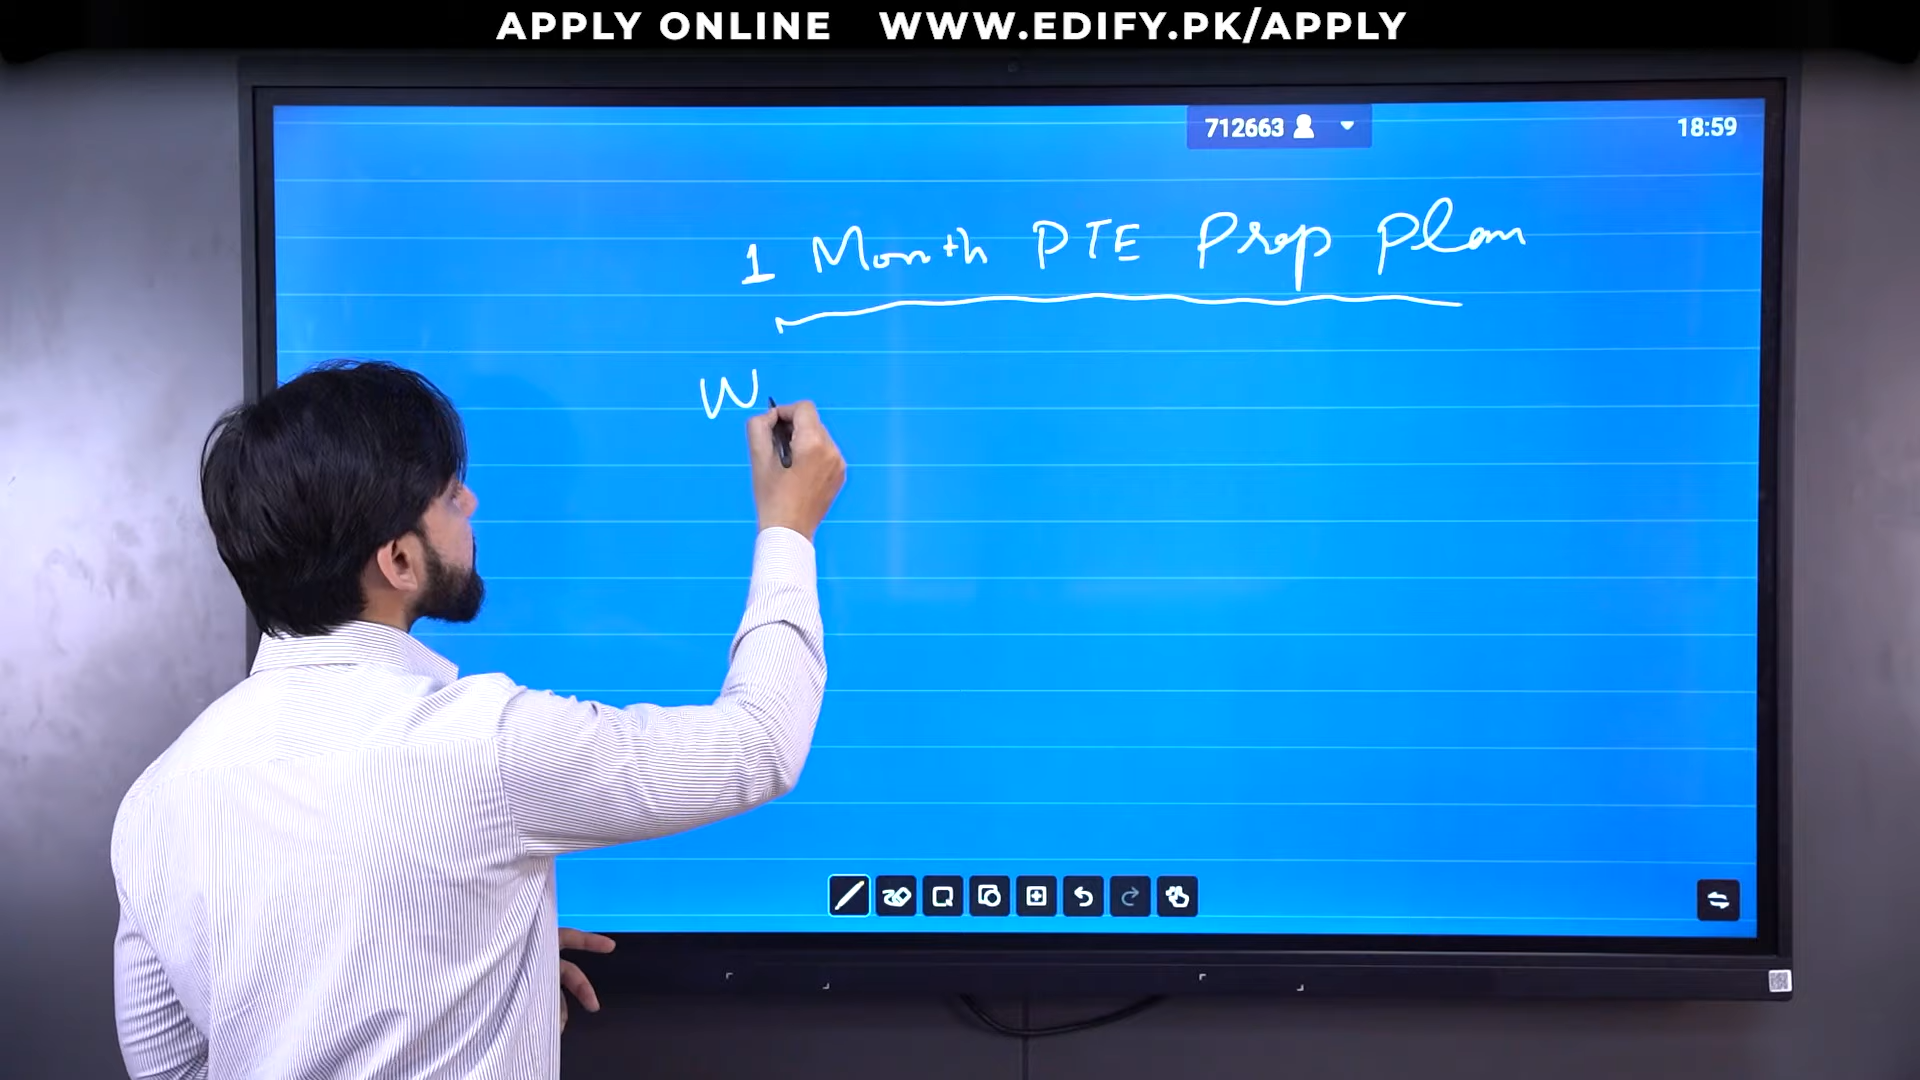 APPLY ONLINE WWW.EDIFY.PK/APPLY
712663 18:59
1 Month PTE Prep Plan
W